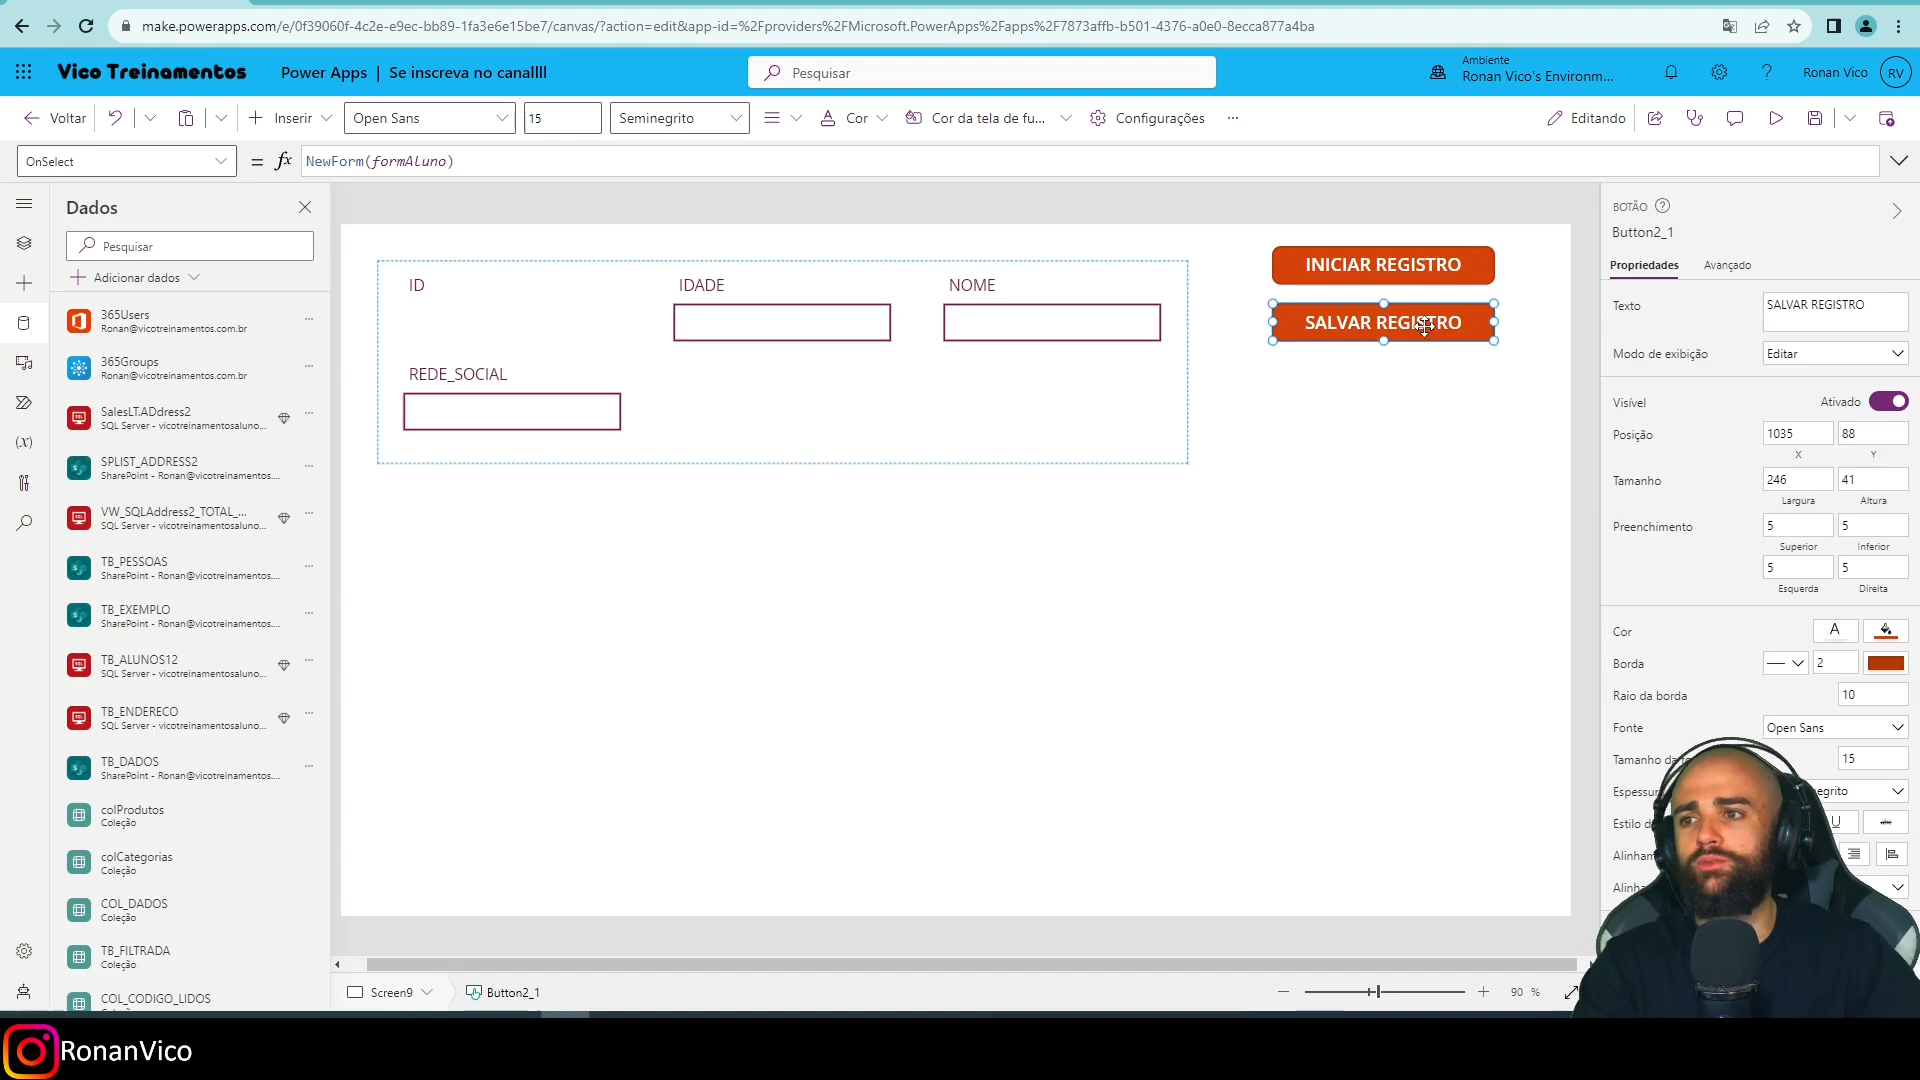 make.powerapps.com/e/0f39060f-4c2e-e9ec-bb89-1fa3e6e15be7/canvas/?action=edit&app-id=%2Fproviders%2FMicrosoft.PowerApps%2Fapps%2F7873affb-b501-4376-a0e0-8ecca877a4ba
Vico Treinamentos
Power Apps | Se inscreva no canallll
Pesquisar
Ambiente
Ronan Vico's Environm...
Ronan Vico
RV
Voltar
Inserir
Open Sans
15
Seminegrito
Cor
Cor da tela de fu...
Configurações
...
Editando
OnSelect
= fx
NewForm(formAluno)
Dados
Pesquisar
Adicionar dados
365Users
Ronan@vicotreinamentos.com.br
365Groups
Ronan@vicotreinamentos.com.br
SalesLT.ADdress2
SQL Server - vicotreinamentosaluno...
SPLIST_ADDRESS2
SharePoint - Ronan@vicotreinamentos....
VW_SQLAddress2_TOTAL_...
SQL Server - vicotreinamentosaluno...
TB_PESSOAS
SharePoint - Ronan@vicotreinamentos....
TB_EXEMPLO
SharePoint - Ronan@vicotreinamentos....
TB_ALUNOS12
SQL Server - vicotreinamentosaluno...
TB_ENDERECO
SQL Server - vicotreinamentosaluno...
TB_DADOS
SharePoint - Ronan@vicotreinamentos....
colProdutos
Coleção
colCategorias
Coleção
COL_DADOS
Coleção
TB_FILTRADA
Coleção
COL_CODIGO_LIDOS
ID
IDADE
NOME
REDE_SOCIAL
INICIAR REGISTRO
SALVAR REGISTRO
BOTÃO
Button2_1
Propriedades
Avançado
Texto
SALVAR REGISTRO
Modo de exibição
Editar
Visível
Ativado
Posição
1035
88
X
Y
Tamanho
246
41
Largura
Altura
Preenchimento
5
5
Superior
Inferior
5
5
Esquerda
Direita
Cor
A
Borda
2
Raio da borda
10
Fonte
Open Sans
Tamanho da
15
U
Screen9
Button2_1
90 %
RonanVico